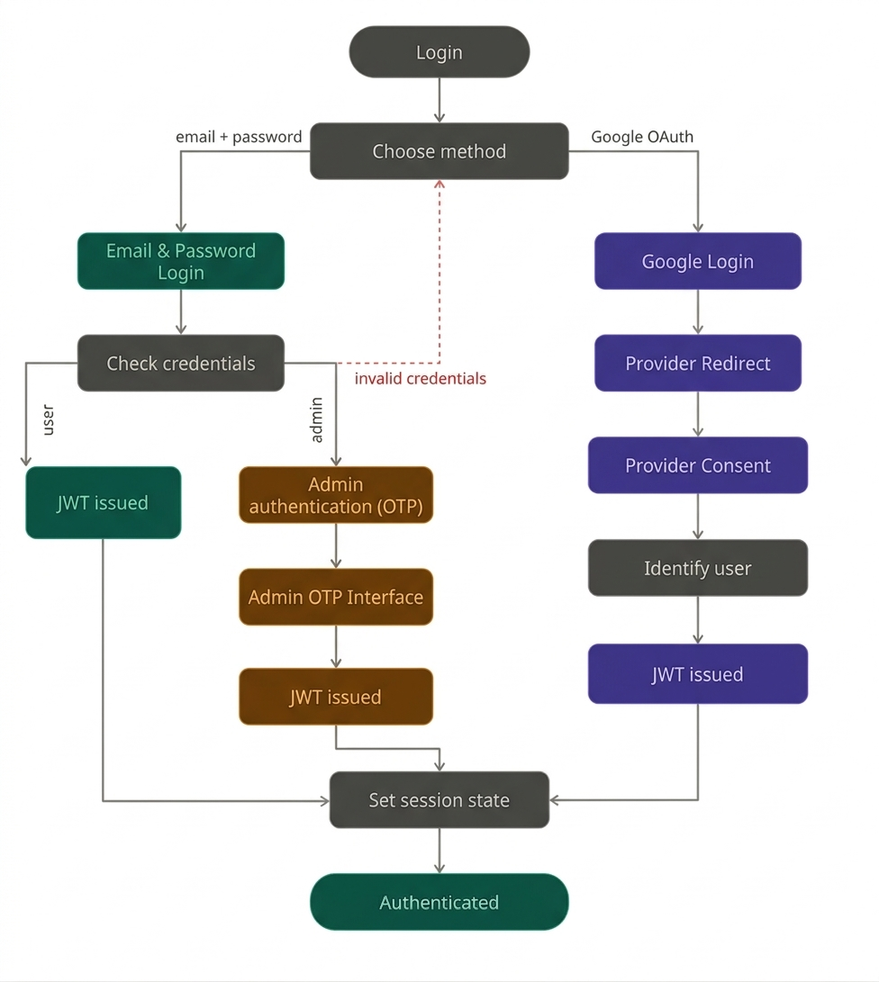 Login
email + password
Choose method
Google OAuth
Email & Password
Login
Google Login
Check credentials
Provider Redirect
invalid credentials
user
admin
Provider Consent
JWT issued
Admin
authentication (OTP)
Identify user
Admin OTP Interface
JWT issued
JWT issued
Set session state
Authenticated